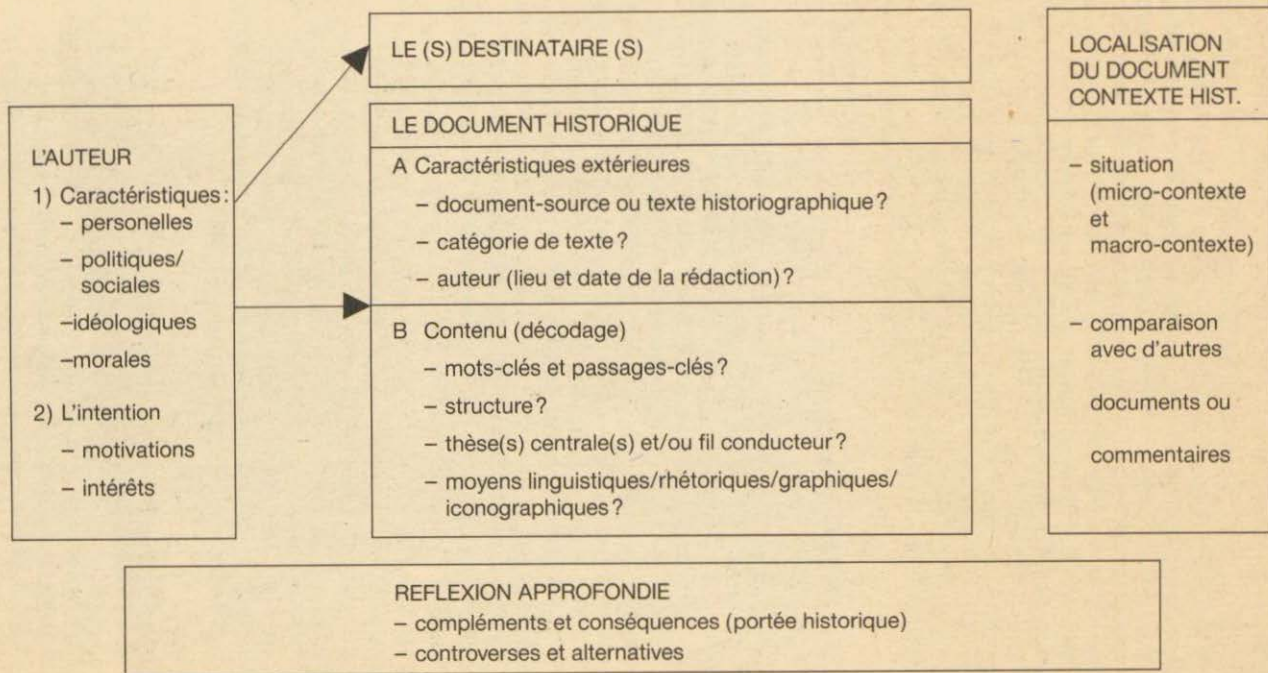 L'AUTEUR
1) Caractéristiques:
– personelles
– politiques/
sociales
–idéologiques
–morales
2) L'intention
– motivations
– intérêts
LE (S) DESTINATAIRE (S)
LE DOCUMENT HISTORIQUE
A Caractéristiques extérieures
– document-source ou texte historiographique?
– catégorie de texte?
– auteur (lieu et date de la rédaction)?
B Contenu (décodage)
– mots-clés et passages-clés?
– structure?
– thèse(s) centrale(s) et/ou fil conducteur?
– moyens linguistiques/rhétoriques/graphiques/
iconographiques?
LOCALISATION
DU DOCUMENT
CONTEXTE HIST.
– situation
(micro-contexte
et
macro-contexte)
– comparaison
avec d'autres
documents ou
commentaires
REFLEXION APPROFONDIE
– compléments et conséquences (portée historique)
– controverses et alternatives